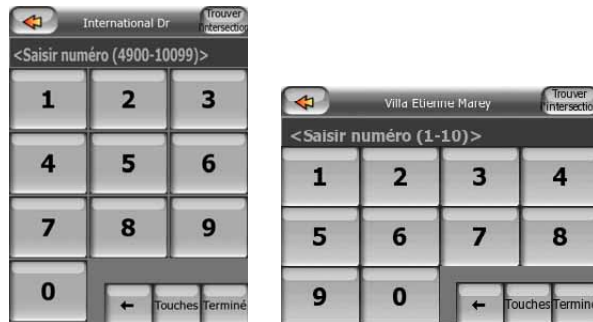 International Dr
Trouver
l'intersection
<Saisir numéro (4900-10099)>
1 2 3
4 5 6
7 8 9
0
← Touches Terminé
Villa Etienne Marey
Trouver
l'intersectio
<Saisir numéro (1-10)>
1 2 3 4
5 6 7 8
9 0
← Touches Terminé